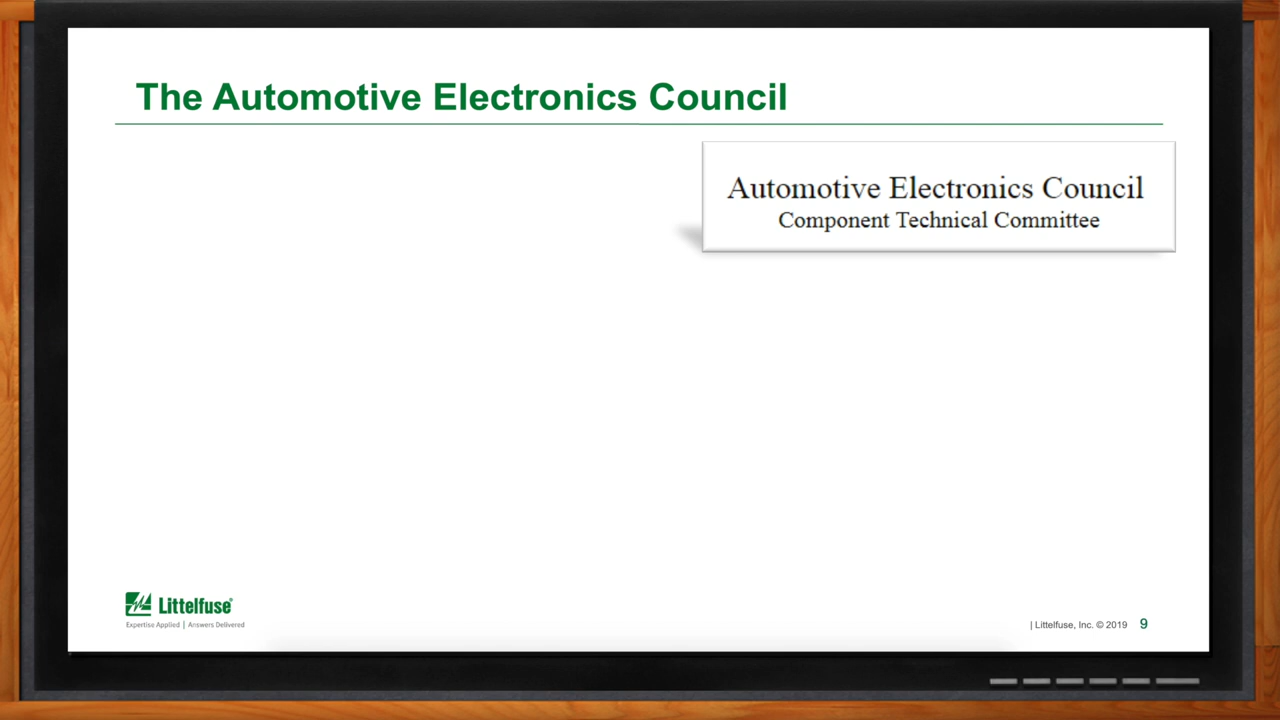 The Automotive Electronics Council
Automotive Electronics Council
Component Technical Committee
Littelfuse®
Expertise Applied | Answers Delivered
| Littelfuse, Inc. © 2019 9